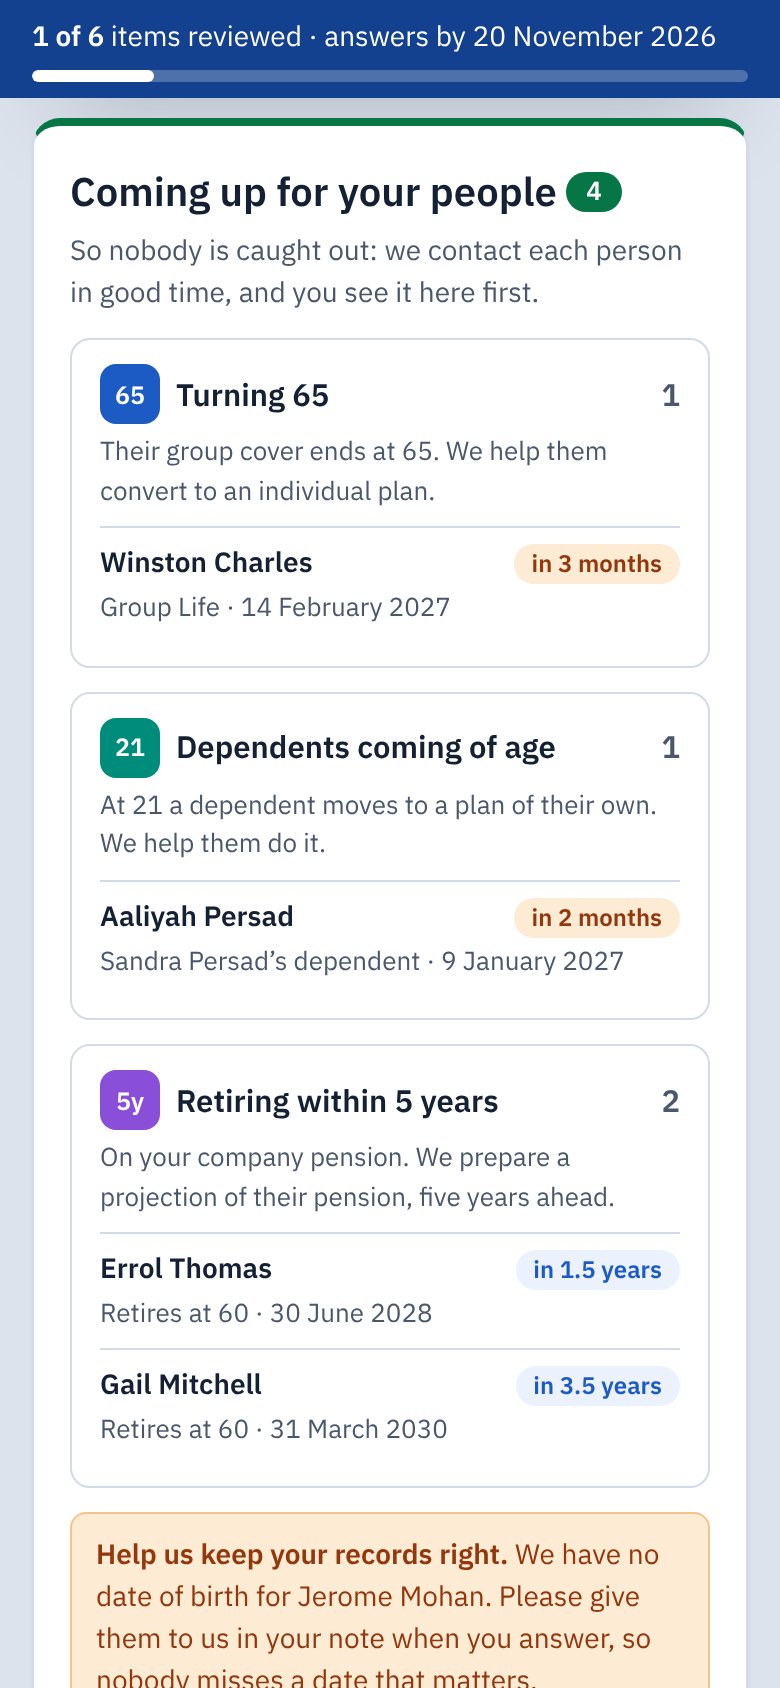 1 of 6 items reviewed · answers by 20 November 2026
Coming up for your people 4
So nobody is caught out: we contact each person
in good time, and you see it here first.
65 Turning 65 1
Their group cover ends at 65. We help them
convert to an individual plan.
Winston Charles in 3 months
Group Life · 14 February 2027
21 Dependents coming of age 1
At 21 a dependent moves to a plan of their own.
We help them do it.
Aaliyah Persad in 2 months
Sandra Persad’s dependent · 9 January 2027
5y Retiring within 5 years 2
On your company pension. We prepare a
projection of their pension, five years ahead.
Errol Thomas in 1.5 years
Retires at 60 · 30 June 2028
Gail Mitchell in 3.5 years
Retires at 60 · 31 March 2030
Help us keep your records right. We have no
date of birth for Jerome Mohan. Please give
them to us in your note when you answer, so
nobody misses a date that matters.